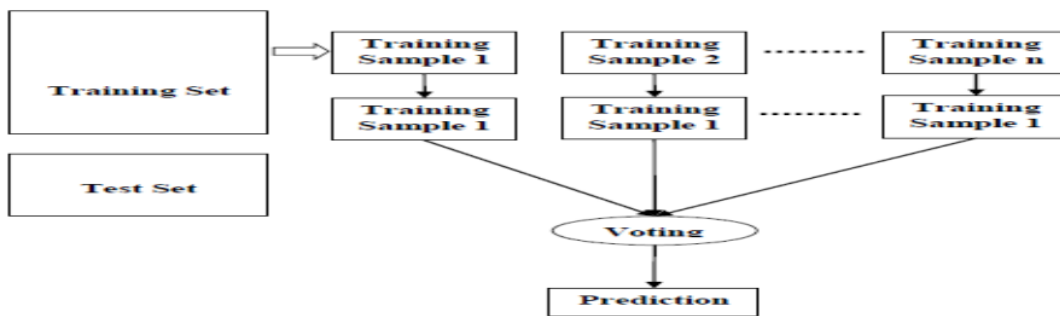 Training Set
Test Set
Training
Sample 1
Training
Sample 2
Training
Sample n
Training
Sample 1
Training
Sample 1
Training
Sample 1
Voting
Prediction